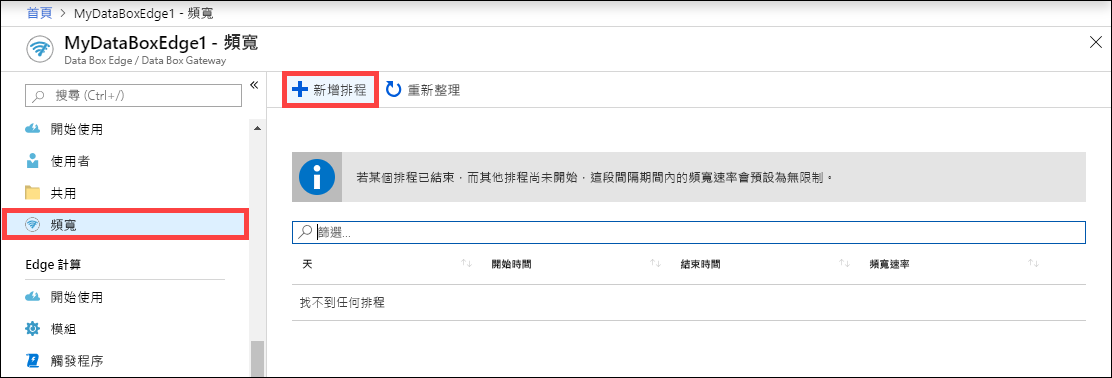 首頁 > MyDataBoxEdge1 - 頻寬
MyDataBoxEdge1 - 頻寬
Data Box Edge / Data Box Gateway
搜尋 (Ctrl+/)
開始使用
使用者
共用
頻寬
Edge 計算
開始使用
模組
觸發程序
新增排程 重新整理
若某個排程已結束，而其他排程尚未開始，這段間隔期間內的頻寬速率會預設為無限制。
篩選...
天 開始時間 結束時間 頻寬速率
找不到任何排程